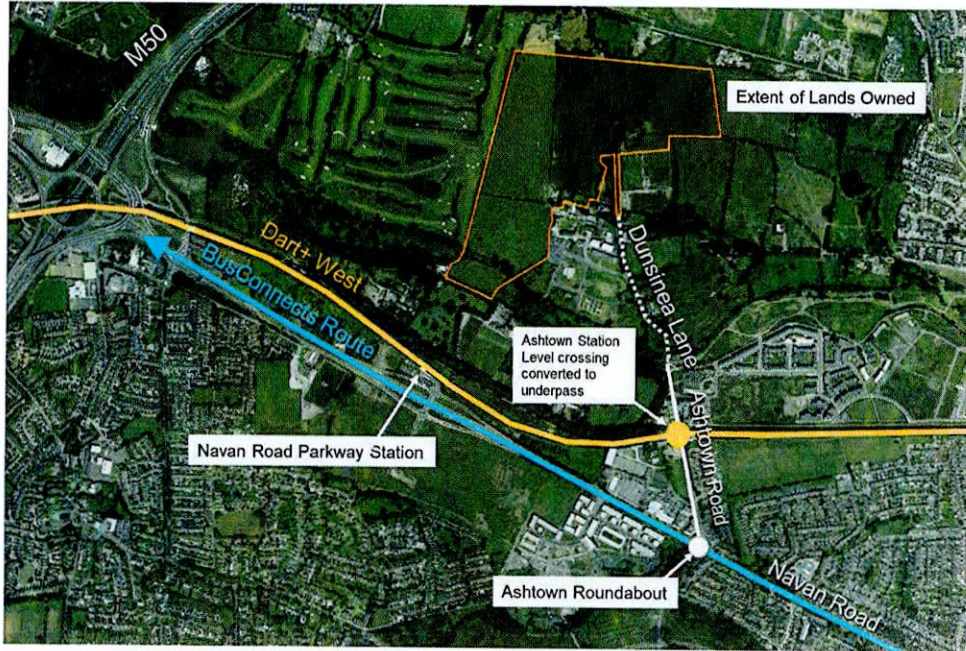 M50
Extent of Lands Owned
Dart+ West
BusConnects Route
Dunsinea Lane
Ashtown Station
Level crossing
converted to
underpass
Navan Road Parkway Station
Ashtown Road
Ashtown Roundabout
Navan Road